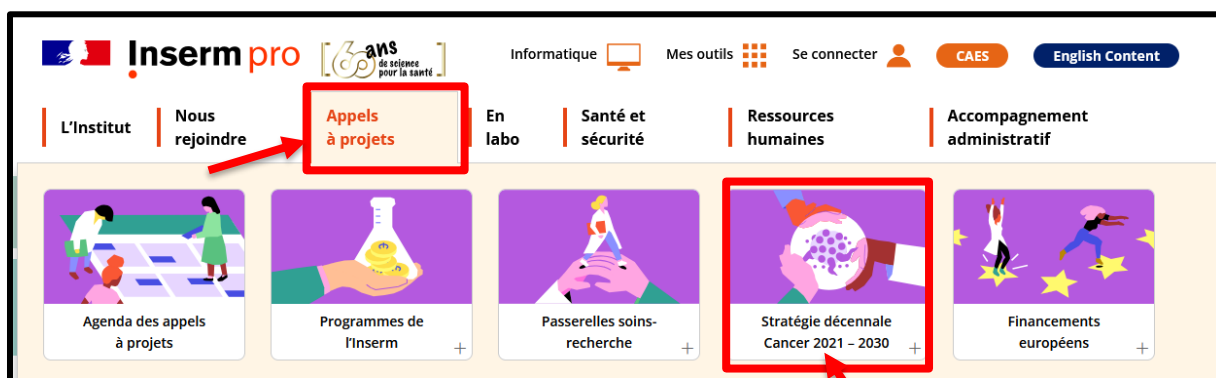 Inserm pro
60 ans
de science
pour la santé
Informatique
Mes outils
Se connecter
CAES
English Content
L'Institut
Nous
rejoindre
Appels
à projets
En
labo
Santé et
sécurité
Ressources
humaines
Accompagnement
administratif
Agenda des appels
à projets
Programmes de
l'Inserm
+
Passerelles soins-
recherche
+
Stratégie décennale
Cancer 2021 – 2030
+
Financements
européens
+